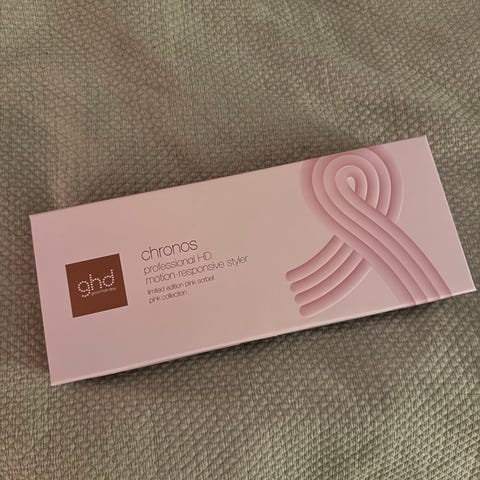 ghd
chronos
professional HD
motion-responsive styler
limited edition pink sorbet
pink collection